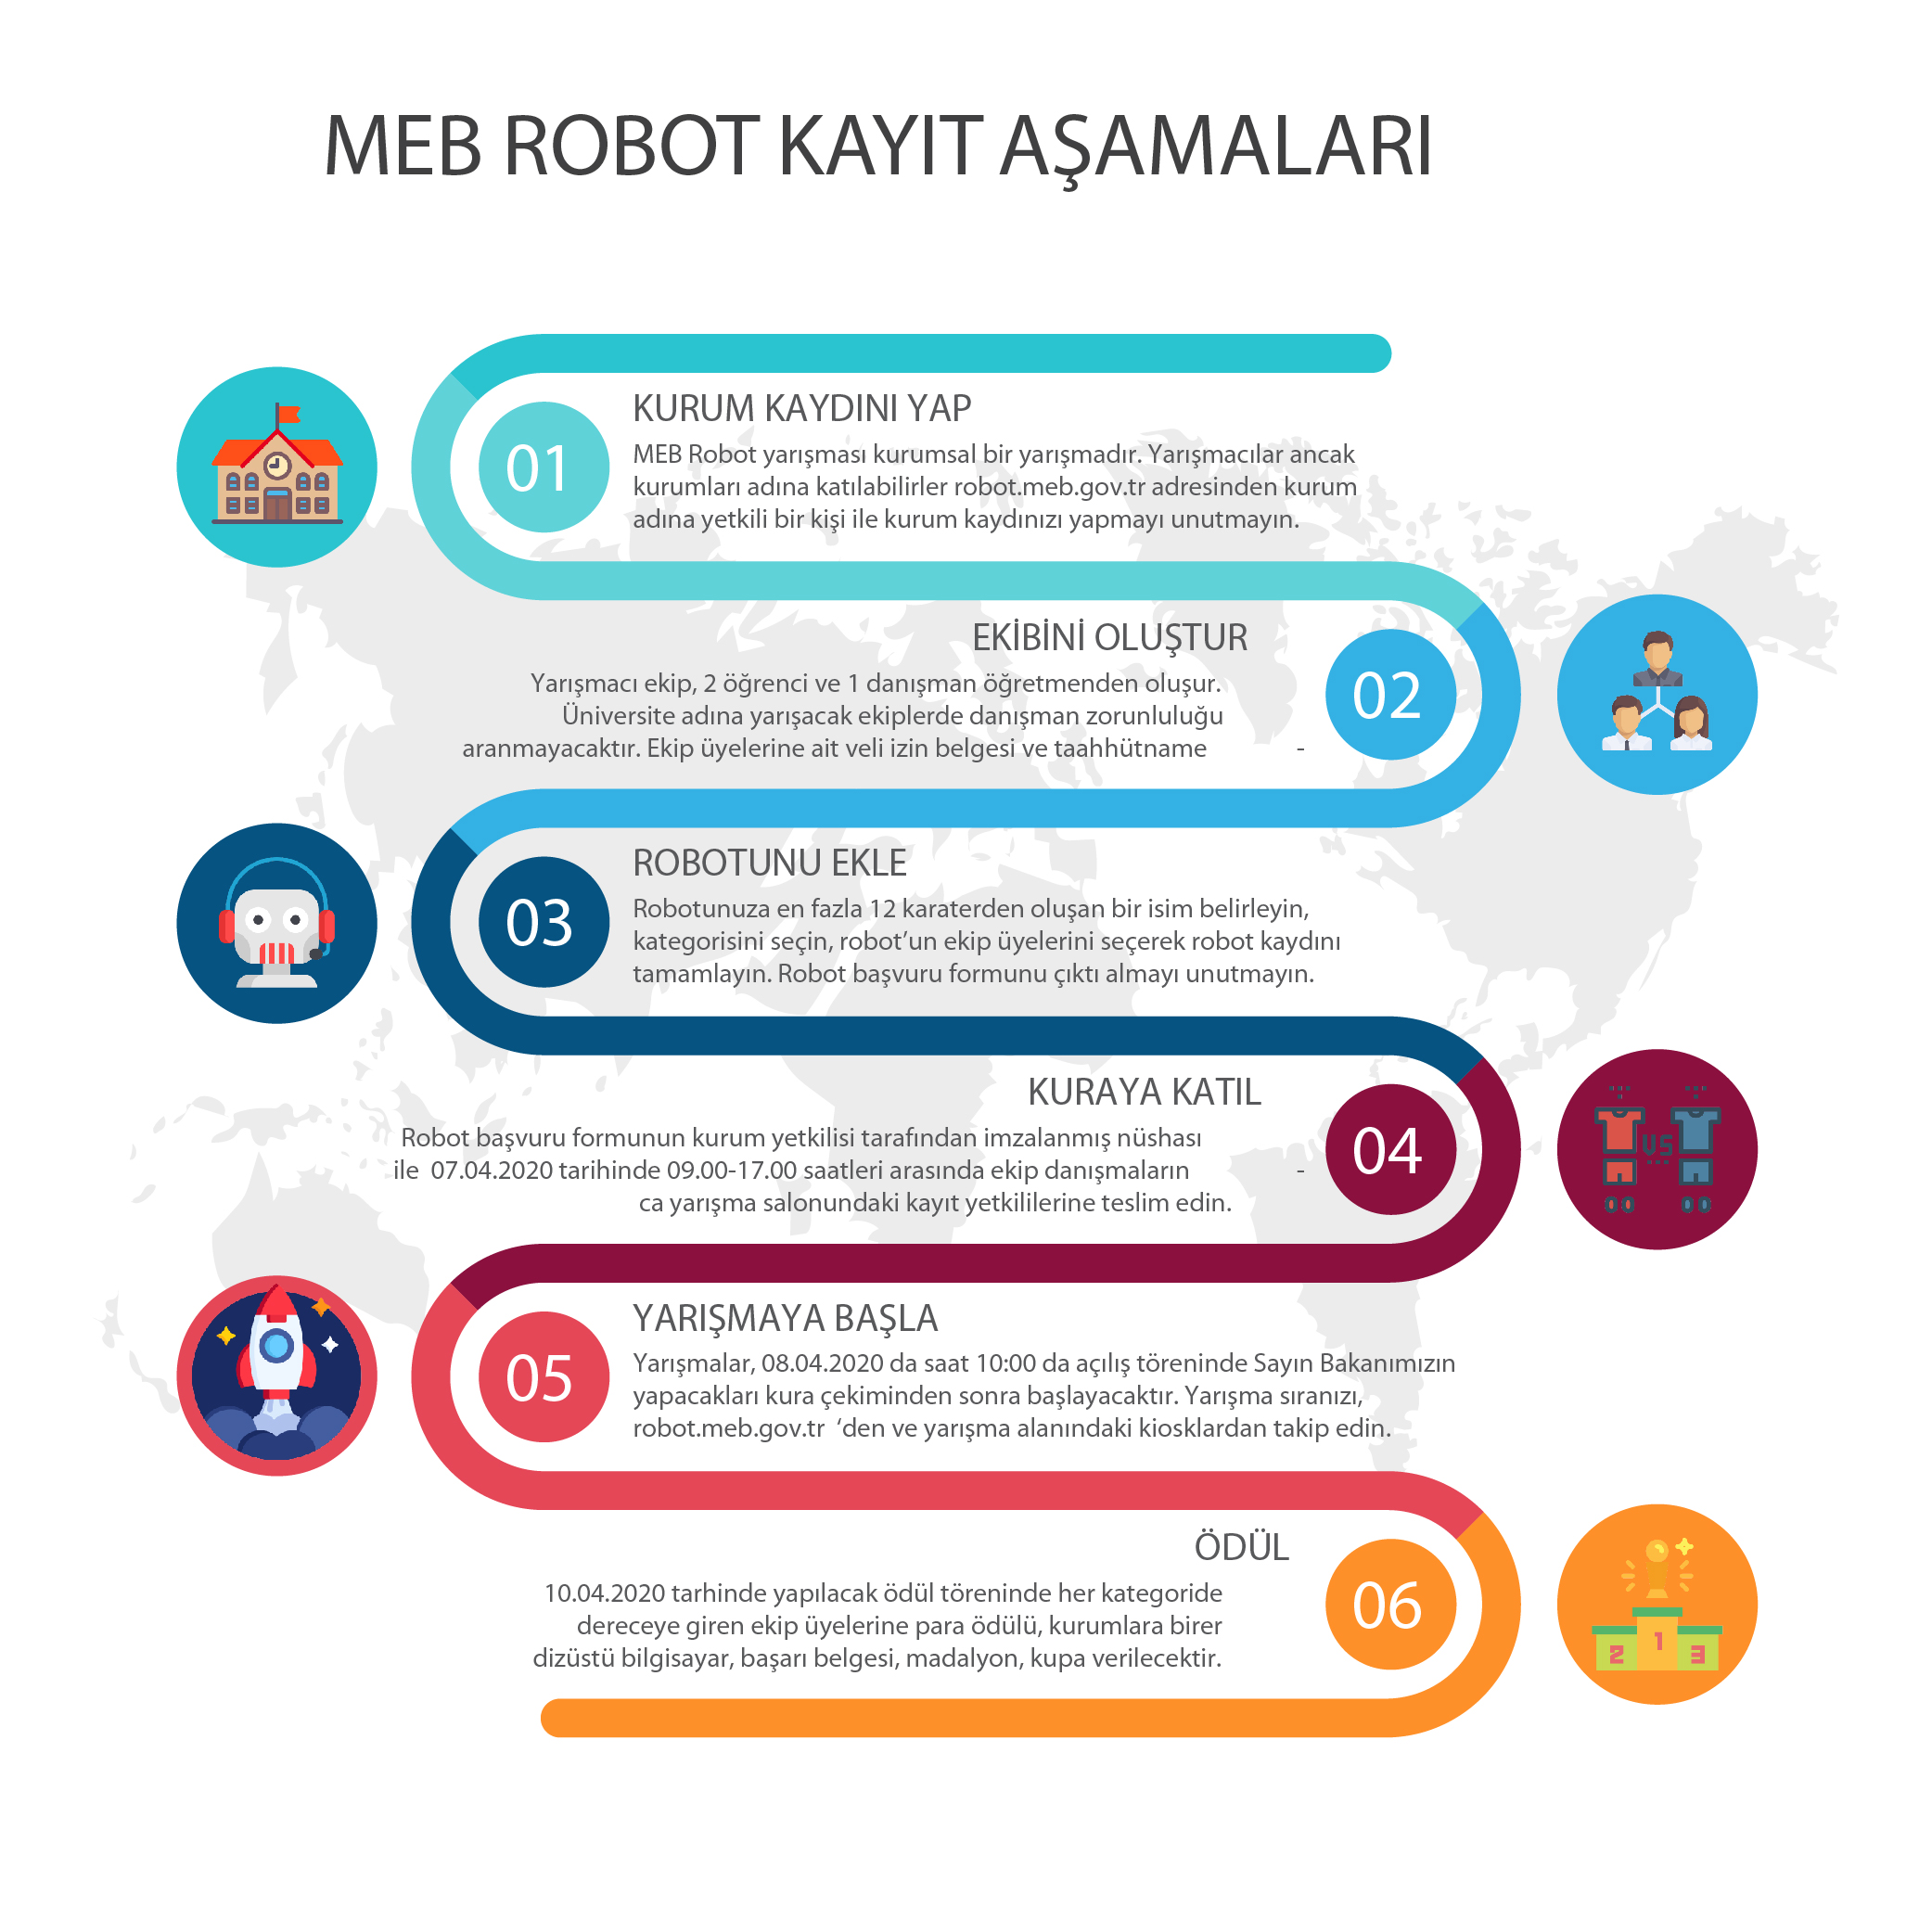 MEB ROBOT KAYIT AŞAMALARI
01
KURUM KAYDINI YAP
MEB Robot yarışması kurumsal bir yarışmadır. Yarışmacılar ancak
kurumları adına katılabilirler robot.meb.gov.tr adresinden kurum
adına yetkili bir kişi ile kurum kaydınızı yapmayı unutmayın.
EKİBİNİ OLUŞTUR
02
Yarışmacı ekip, 2 öğrenci ve 1 danışman öğretmenden oluşur.
Üniversite adına yarışacak ekiplerde danışman zorunluluğu
aranmayacaktır. Ekip üyelerine ait veli izin belgesi ve taahhütname -
03
ROBOTUNU EKLE
Robotunuza en fazla 12 karaterden oluşan bir isim belirleyin,
kategorisini seçin, robot’un ekip üyelerini seçerek robot kaydını
tamamlayın. Robot başvuru formunu çıktı almayı unutmayın.
KURAYA KATIL
04
Robot başvuru formunun kurum yetkilisi tarafından imzalanmış nüshası
ile 07.04.2020 tarihinde 09.00-17.00 saatleri arasında ekip danışmaların -
ca yarışma salonundaki kayıt yetkililerine teslim edin.
US
05
YARIŞMAYA BAŞLA
Yarışmalar, 08.04.2020 da saat 10:00 da açılış töreninde Sayın Bakanımızın
yapacakları kura çekiminden sonra başlayacaktır. Yarışma sıranızı,
robot.meb.gov.tr ‘den ve yarışma alanındaki kiosklardan takip edin.
ÖDÜL
06
10.04.2020 tarhinde yapılacak ödül töreninde her kategoride
dereceye giren ekip üyelerine para ödülü, kurumlara birer
dizüstü bilgisayar, başarı belgesi, madalyon, kupa verilecektir.
2 1 3